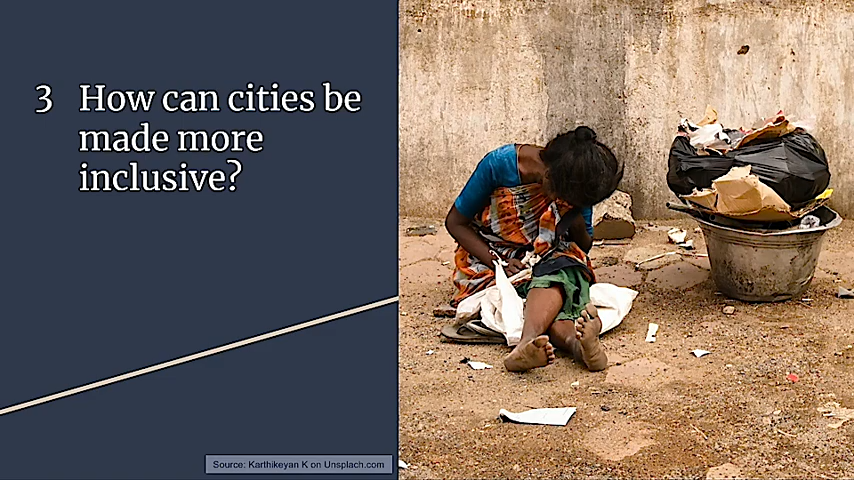 3 How can cities be
made more
inclusive?
Source: Karthikeyan K on Unsplach.com